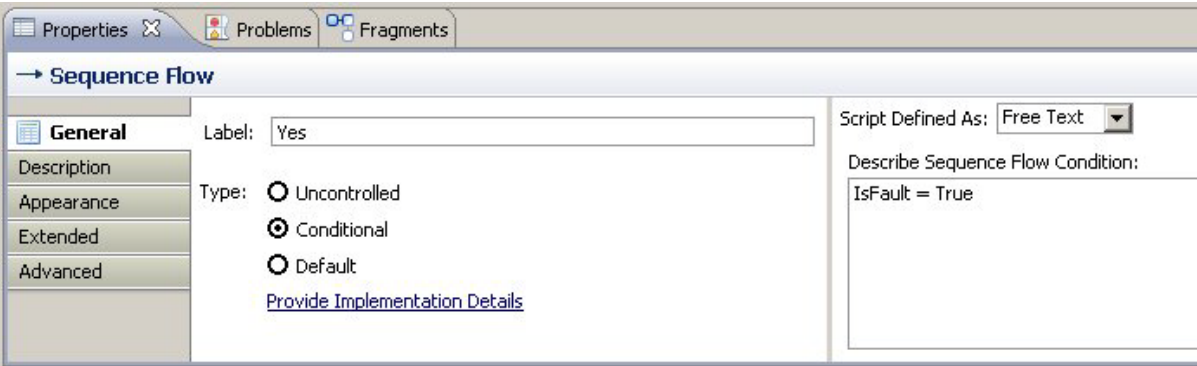 Properties
Problems
Fragments
Sequence Flow
General
Description
Appearance
Extended
Advanced
Label: Yes
Type: Uncontrolled
Conditional
Default
Provide Implementation Details
Script Defined As: Free Text
Describe Sequence Flow Condition:
IsFault = True